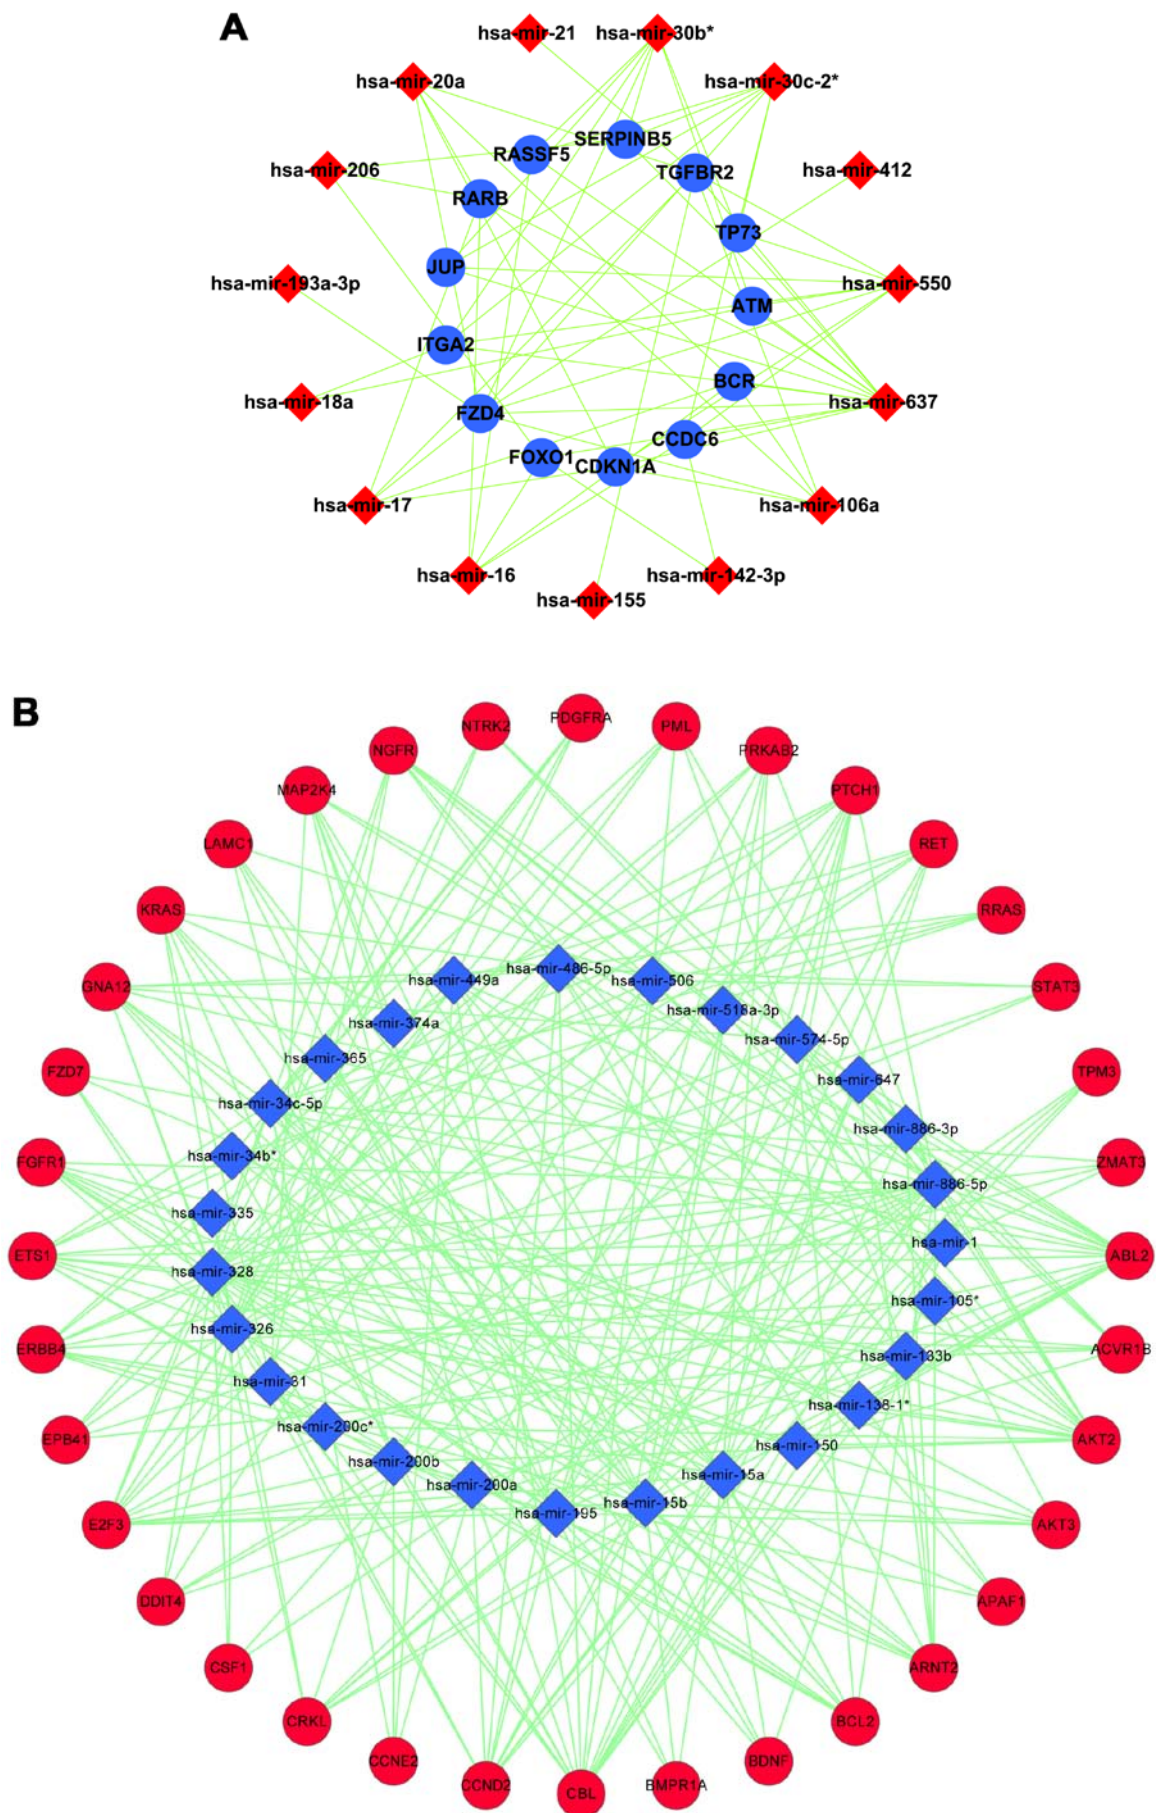 A
hsa-mir-21
hsa-mir-30b*
hsa-mir-20a
hsa-mir-30c-2*
SERPINB5
RASSF5
hsa-mir-206
TGFBR2
hsa-mir-412
RARB
TP73
JUP
hsa-mir-193a-3p
hsa-mir-550
ATM
ITGA2
BCR
hsa-mir-18a
hsa-mir-637
FZD4
CCDC6
FOXO1
CDKN1A
hsa-mir-17
hsa-mir-106a
hsa-mir-16
hsa-mir-142-3p
hsa-mir-155
B
PDGFRA
NTRK2
PML
NGFR
PRKAB2
MAP2K4
PTCH1
LAMC1
RET
KRAS
RRAS
hsa-mir-486-5p
hsa-mir-449a
hsa-mir-506
GNA12
STAT3
hsa-mir-518a-3p
hsa-mir-374a
hsa-mir-574-5p
hsa-mir-365
FZD7
TPM3
hsa-mir-647
hsa-mir-34c-5p
hsa-mir-886-3p
hsa-mir-34b*
FGFR1
ZMAT3
hsa-mir-886-5p
hsa-mir-335
hsa-mir-1
ETS1
ABL2
hsa-mir-328
hsa-mir-105*
hsa-mir-326
ERBB4
ACVR1B
hsa-mir-133b
hsa-mir-31
hsa-mir-138-1*
hsa-mir-200c*
EPB41
AKT2
hsa-mir-150
hsa-mir-200b
hsa-mir-15a
hsa-mir-200a
hsa-mir-15b
hsa-mir-195
E2F3
AKT3
DDIT4
APAF1
CSF1
ARNT2
CRKL
BCL2
CCNE2
BDNF
CCND2
BMPR1A
CBL